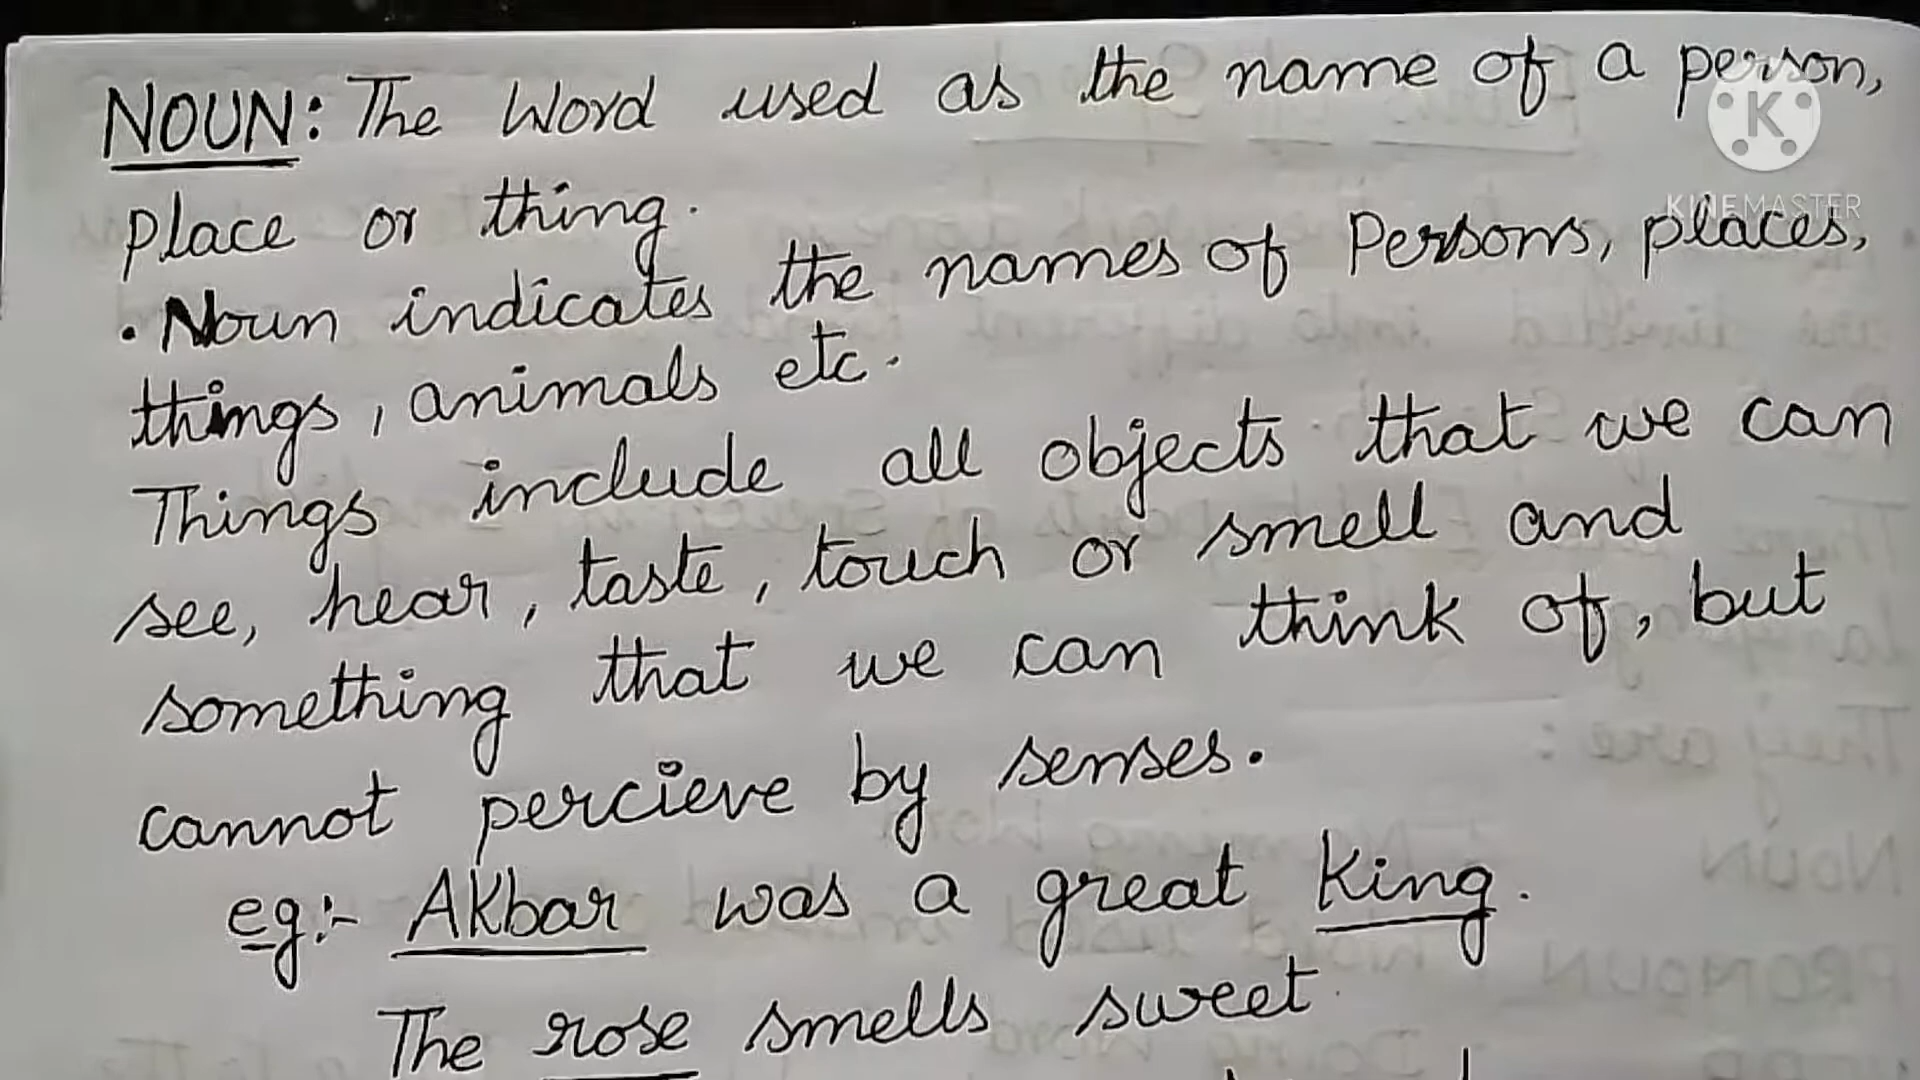 NOUN: The Word used as the name of a person,
place or thing.
• Noun indicates the names of Persons, places,
things, animals etc.
Things include all objects that we can
see, hear, taste, touch or smell and
something that we can think of, but
cannot percieve by senses.
eg:- Akbar was a great King.
The rose smells sweet
K
KINEMASTER